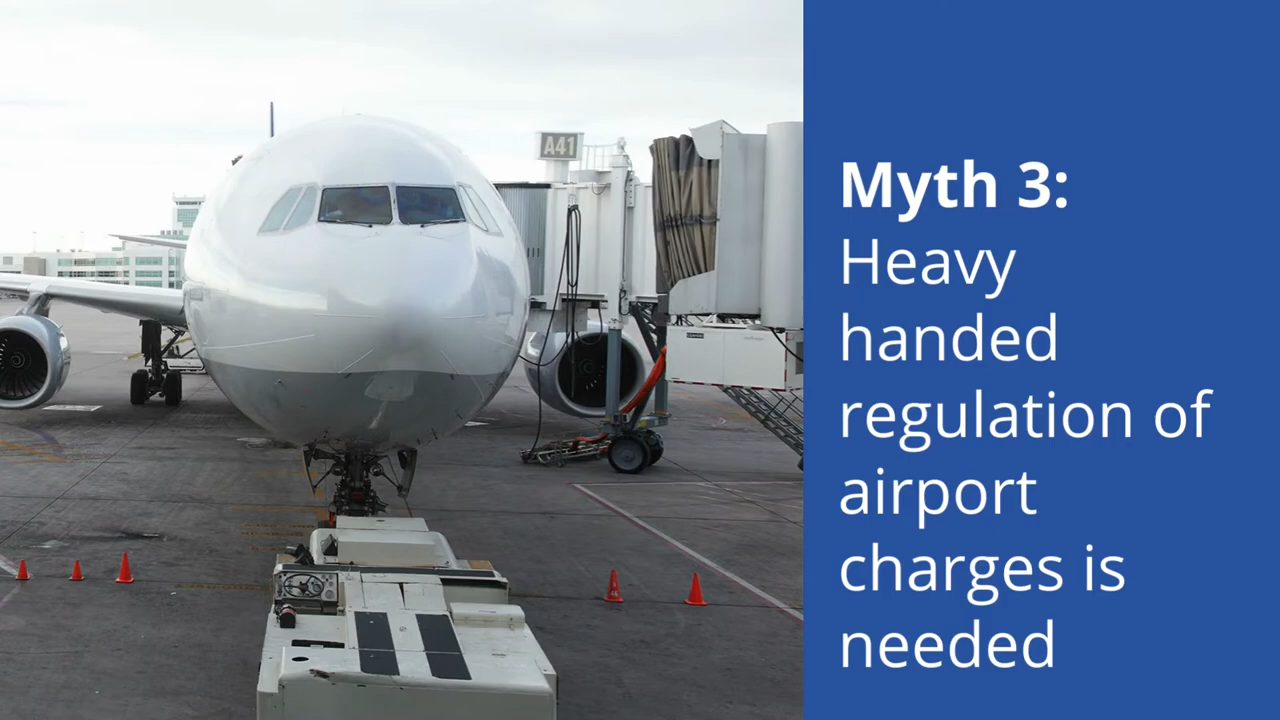 A41
Myth 3:
Heavy
handed
regulation of
airport
charges is
needed